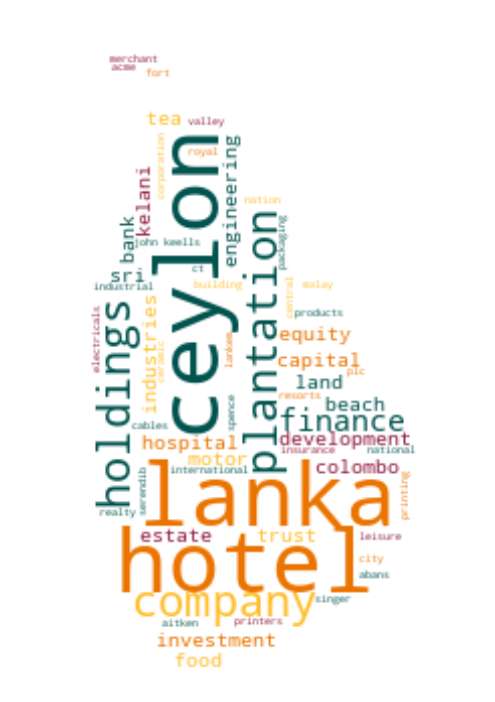 merchant
acme
fort
tea
valley
corporation
royal
ceylon
engineering
kelani
bank
nation
john keells
packaging
plantation
sri
ct
industrial
building
central
malay
holdings
industries
electricals
ceramic
lankem
products
equity
capital
plc
land
resorts
beach
spence
cables
finance
hospital
development
insurance
national
motor
colombo
international
serendib
lanka
printing
realty
hotel
estate
trust
leisure
city
abans
company
singer
aitken
printers
investment
food